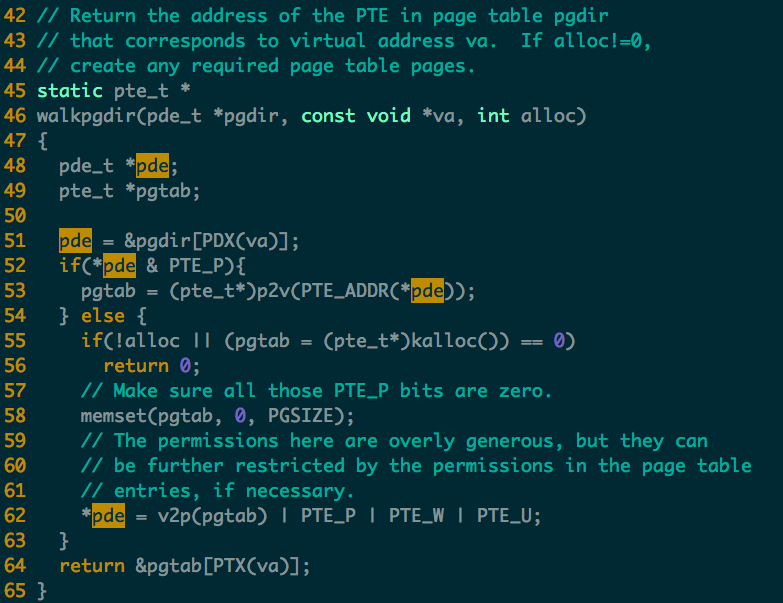 42 // Return the address of the PTE in page table pgdir
43 // that corresponds to virtual address va.  If alloc!=0,
44 // create any required page table pages.
45 static pte_t *
46 walkpgdir(pde_t *pgdir, const void *va, int alloc)
47 {
48   pde_t *pde;
49   pte_t *pgtab;
50
51   pde = &pgdir[PDX(va)];
52   if(*pde & PTE_P){
53     pgtab = (pte_t*)p2v(PTE_ADDR(*pde));
54   } else {
55     if(!alloc || (pgtab = (pte_t*)kalloc()) == 0)
56       return 0;
57     // Make sure all those PTE_P bits are zero.
58     memset(pgtab, 0, PGSIZE);
59     // The permissions here are overly generous, but they can
60     // be further restricted by the permissions in the page table
61     // entries, if necessary.
62     *pde = v2p(pgtab) | PTE_P | PTE_W | PTE_U;
63   }
64   return &pgtab[PTX(va)];
65 }